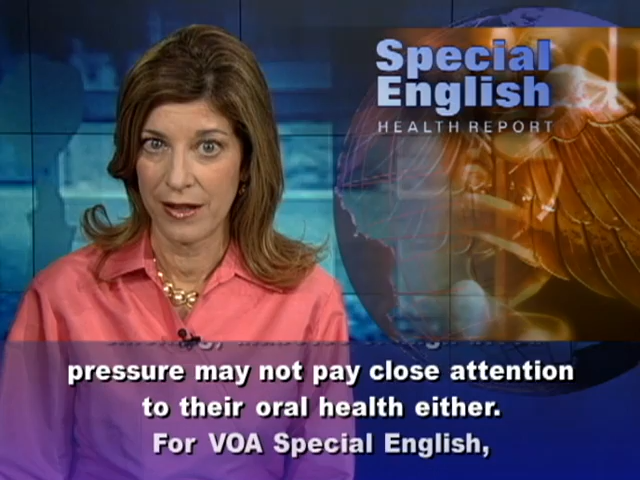 Special
English
HEALTH REPORT
pressure may not pay close attention
to their oral health either.
For VOA Special English,